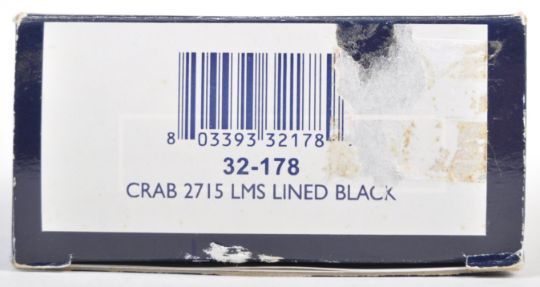 8 03393 32178
32-178
CRAB 2715 LMS LINED BLACK